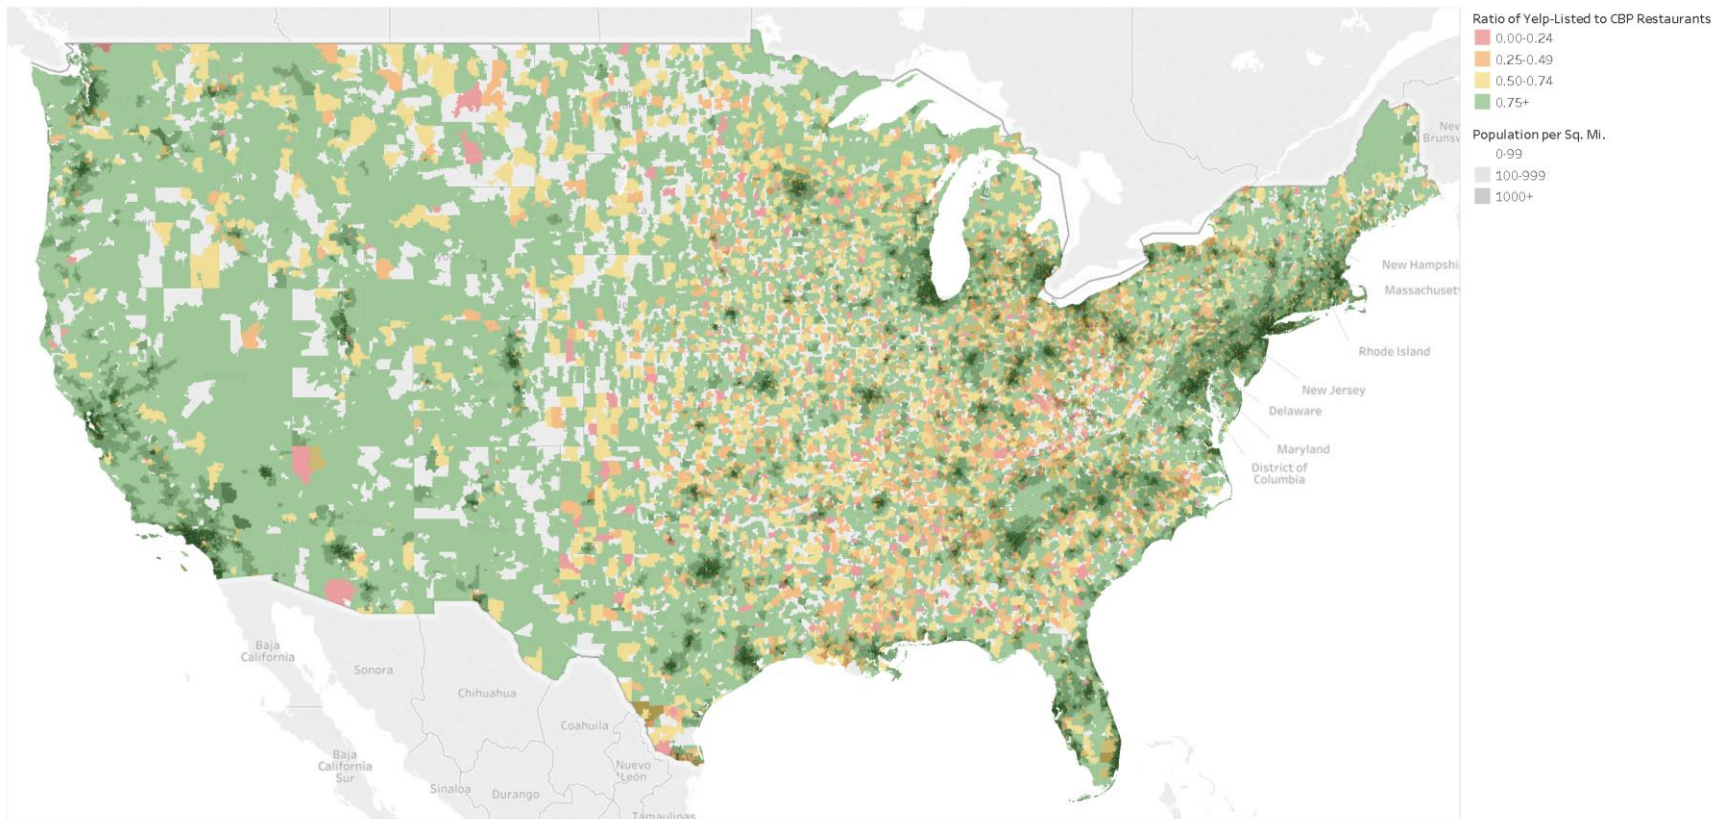 Ratio of Yelp-Listed to CBP Restaurants
0.00-0.24
0.25-0.49
0.50-0.74
0.75+
Population per Sq. Mi.
0-99
100-999
1000+
New
Brunsw
New Hampshi
Massachuset
Rhode Island
New Jersey
Delaware
Maryland
District of
Columbia
Baja
California
Sonora
Chihuahua
Coahuila
Baja
California
Sur
Nuevo
León
Sinaloa
Durango
Tamaulipas